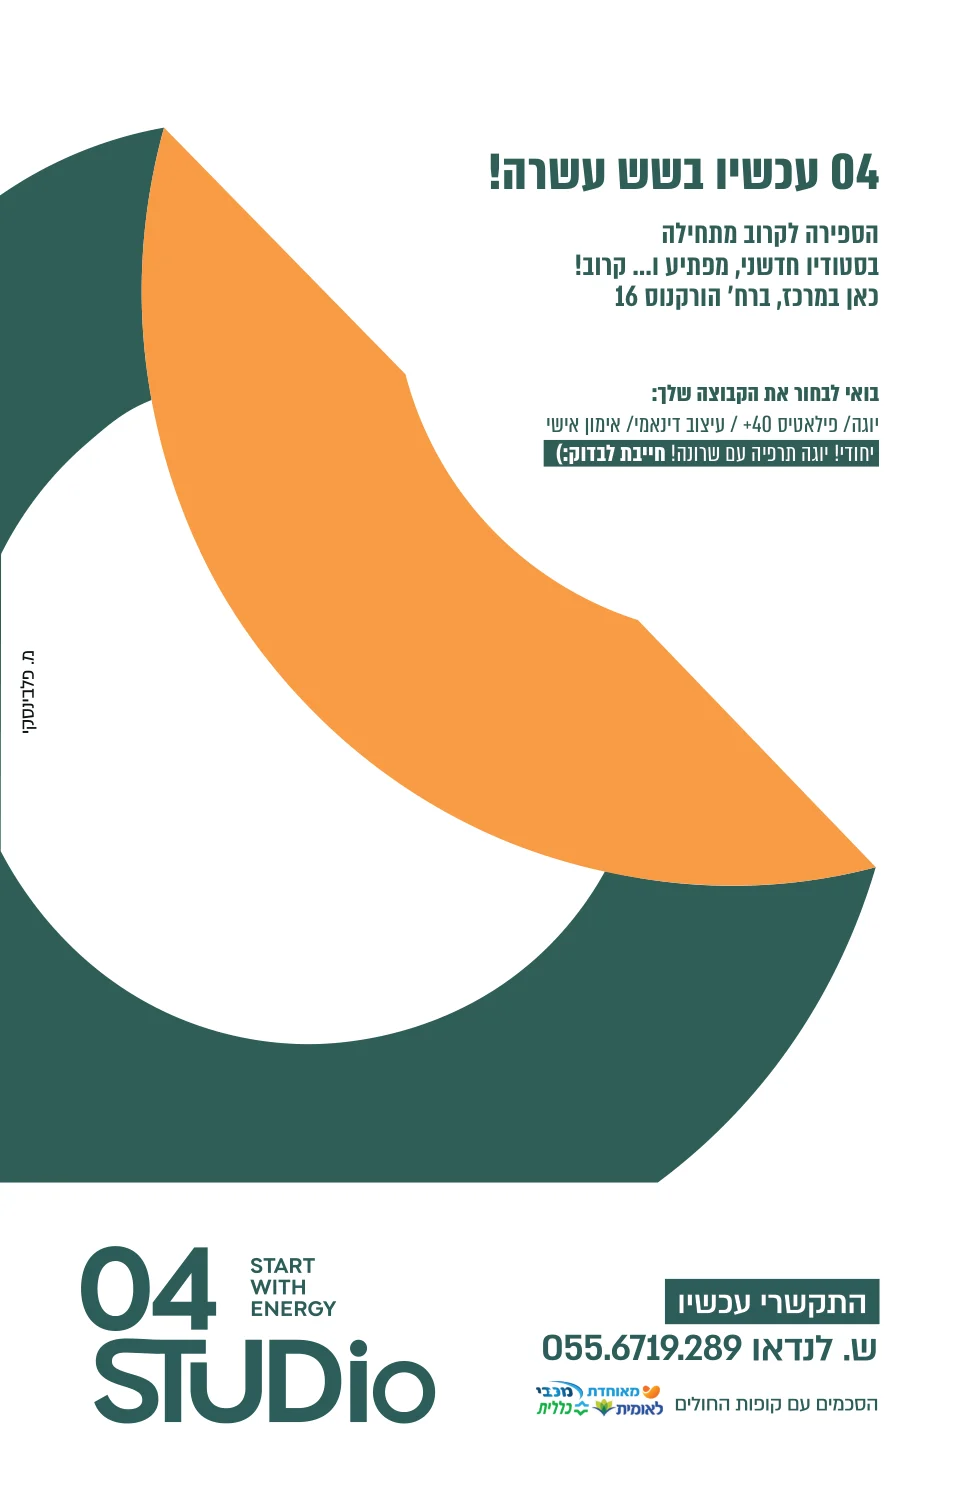 04 עכשיו בשש עשרה!
הספירה לקרוב מתחילה
בסטודיו חדשני, מפתיע ו... קרוב!
כאן במרכז, ברח' הורקנוס 16
בואי לבחור את הקבוצה שלך:
יוגה/ פילאטיס 40+ / עיצוב דינאמי/ אימון אישי
יחודי! יוגה תרפיה עם שרונה! חייבת לבדוק:)
מ. פלבינסקי
04
STUDio
START
WITH
ENERGY
התקשרי עכשיו
ש. לנדאו 055.6719.289
הסכמים עם קופות החולים
מאוחדת מכבי
לאומית כללית